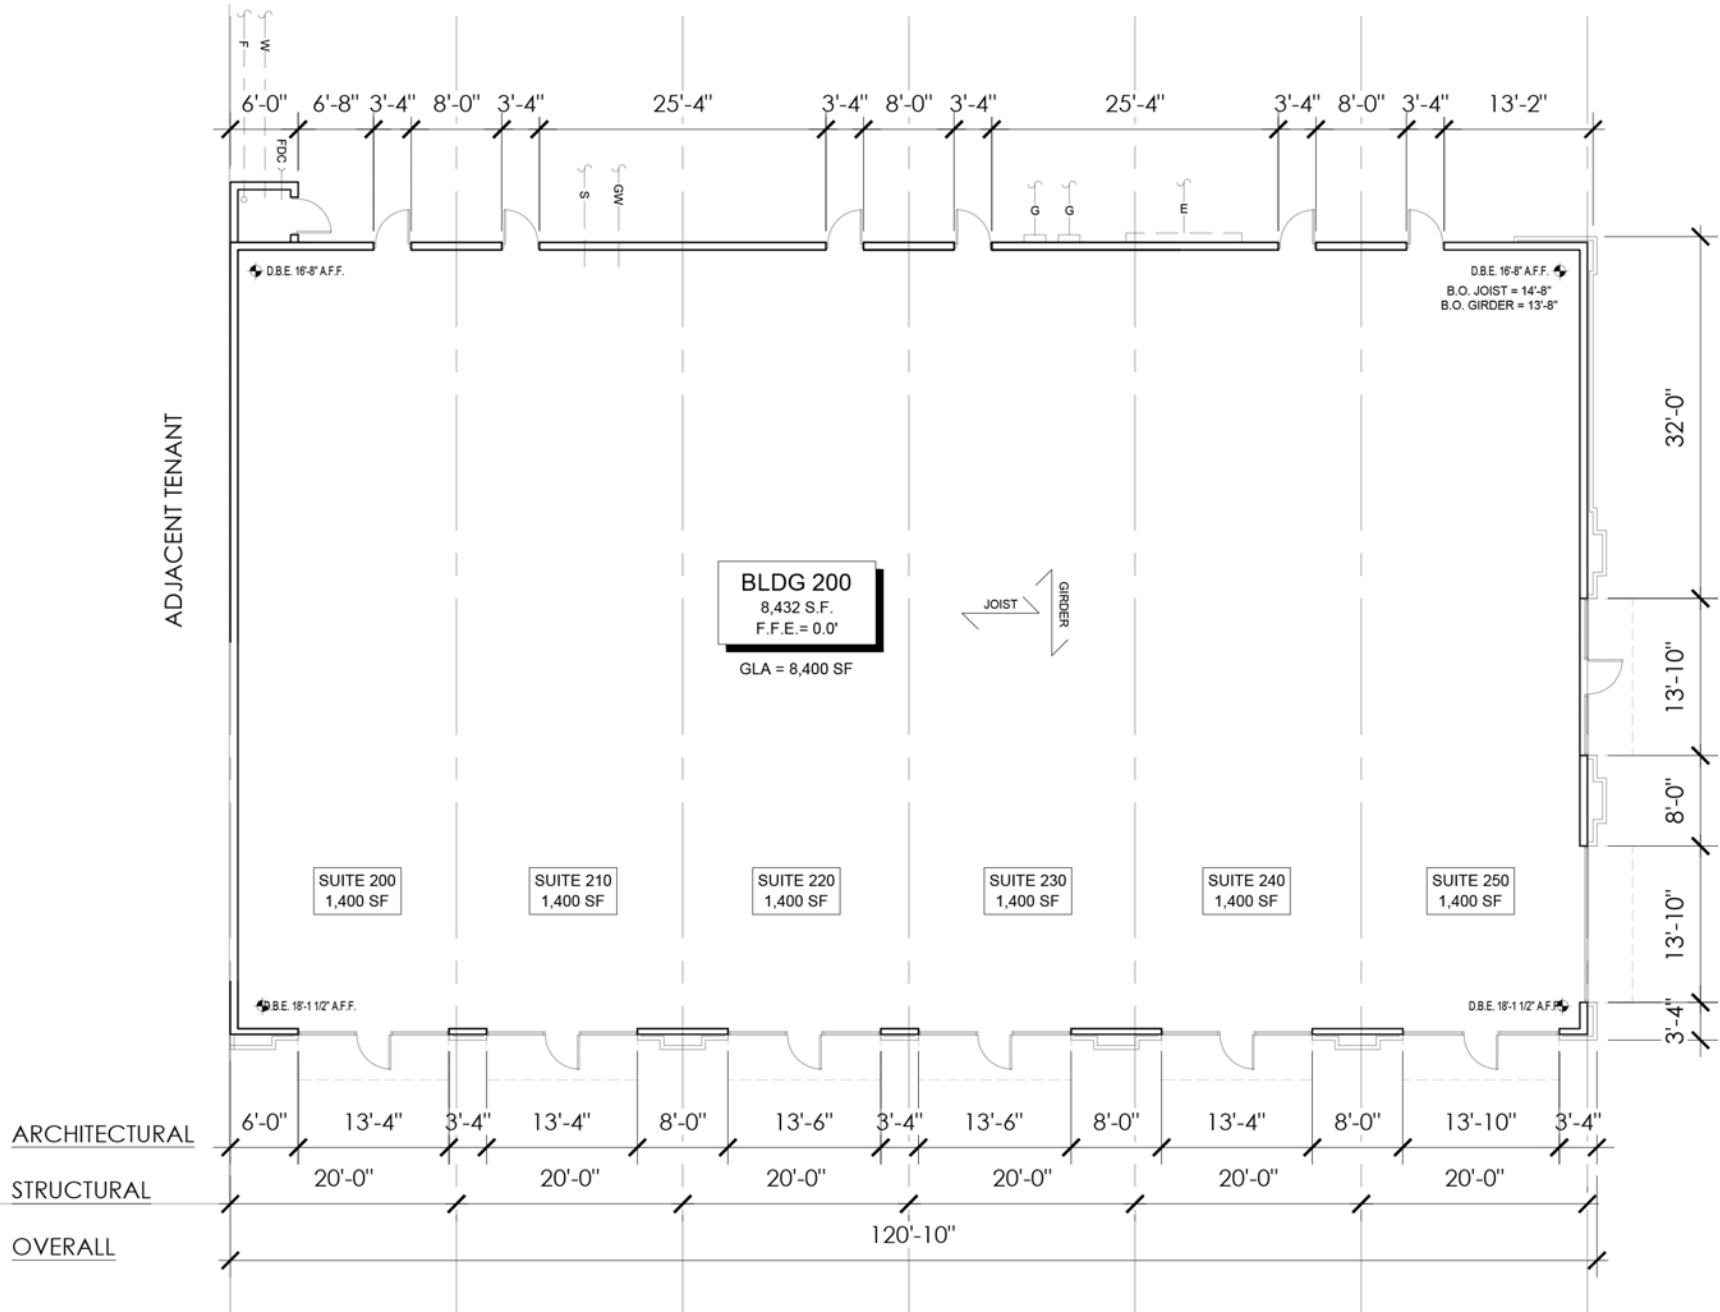 F
W
6'-0"
6'-8"
3'-4"
8'-0"
3'-4"
25'-4"
3'-4"
8'-0"
3'-4"
25'-4"
3'-4"
8'-0"
3'-4"
13'-2"
FDC
S
GW
G
G
E
D.B.E. 16'-8" A.F.F.
D.B.E. 16'-8" A.F.F.
B.O. JOIST = 14'-8"
B.O. GIRDER = 13'-8"
ADJACENT TENANT
32'-0"
BLDG 200
8,432 S.F.
F.F.E.= 0.0'
GLA = 8,400 SF
JOIST
GIRDER
13'-10"
8'-0"
SUITE 200
1,400 SF
SUITE 210
1,400 SF
SUITE 220
1,400 SF
SUITE 230
1,400 SF
SUITE 240
1,400 SF
SUITE 250
1,400 SF
13'-10"
D.B.E. 18'-1 1/2" A.F.F.
D.B.E. 18'-1 1/2" A.F.F.
3'-4"
ARCHITECTURAL
6'-0"
13'-4"
3'-4"
13'-4"
8'-0"
13'-6"
3'-4"
13'-6"
8'-0"
13'-4"
8'-0"
13'-10"
3'-4"
STRUCTURAL
20'-0"
20'-0"
20'-0"
20'-0"
20'-0"
20'-0"
OVERALL
120'-10"